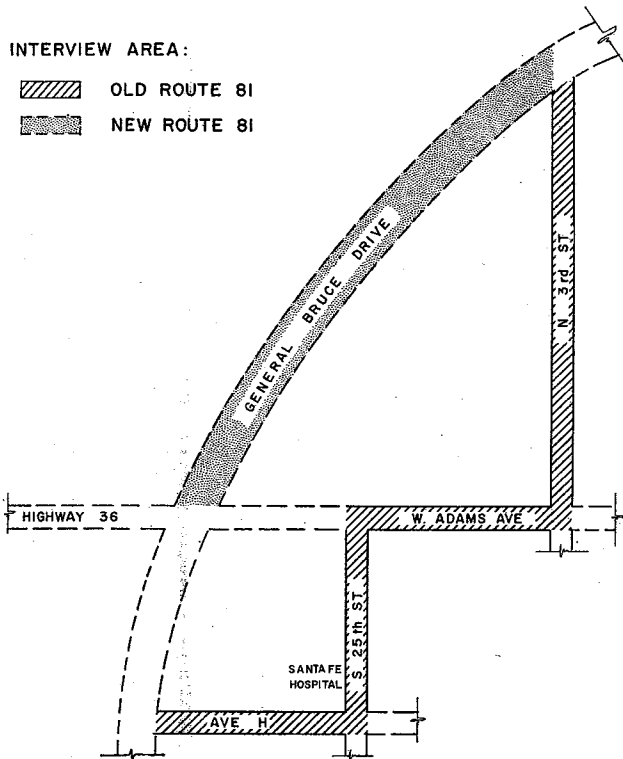 INTERVIEW AREA:
OLD ROUTE 81
NEW ROUTE 81
GENERAL BRUCE DRIVE
N 3rd ST
HIGHWAY 36
W. ADAMS AVE
S 25th ST
SANTA FE
HOSPITAL
AVE H